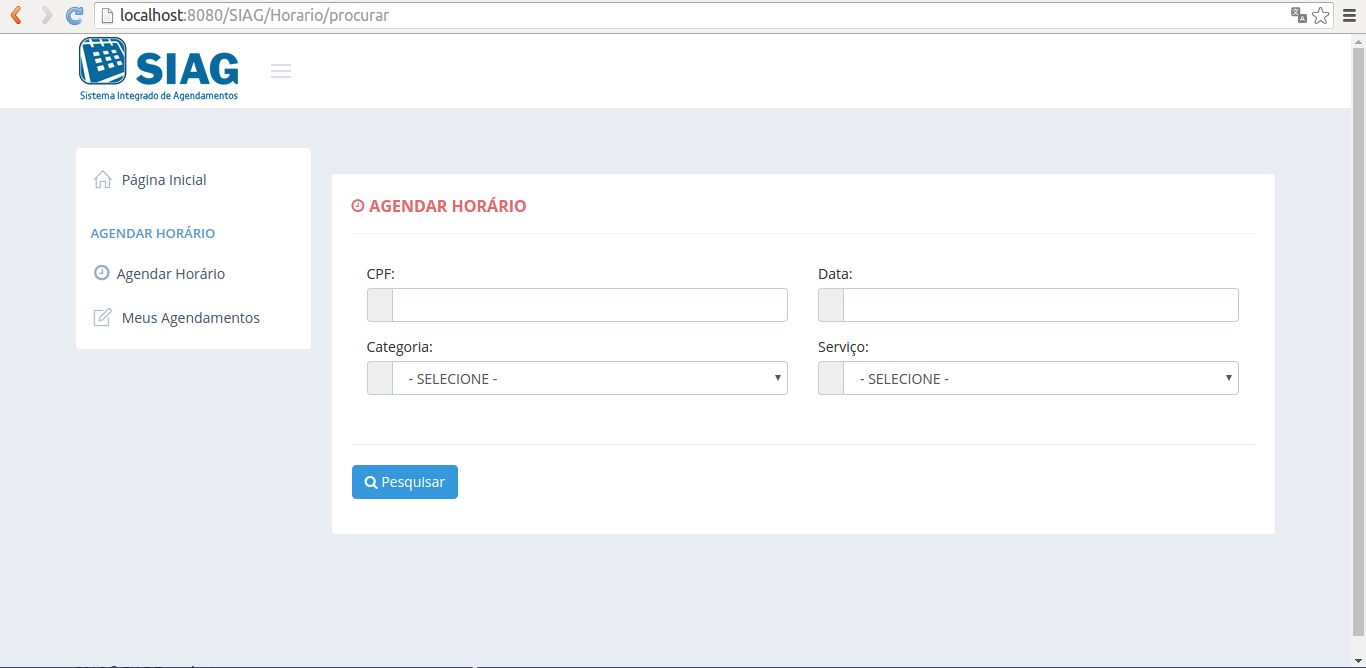 localhost:8080/SIAG/Horario/procurar
SIAG
Sistema Integrado de Agendamentos
Página Inicial
AGENDAR HORÁRIO
Agendar Horário
Meus Agendamentos
AGENDAR HORÁRIO
CPF:
Data:
Categoria:
Serviço:
- SELECIONE -
- SELECIONE -
Pesquisar